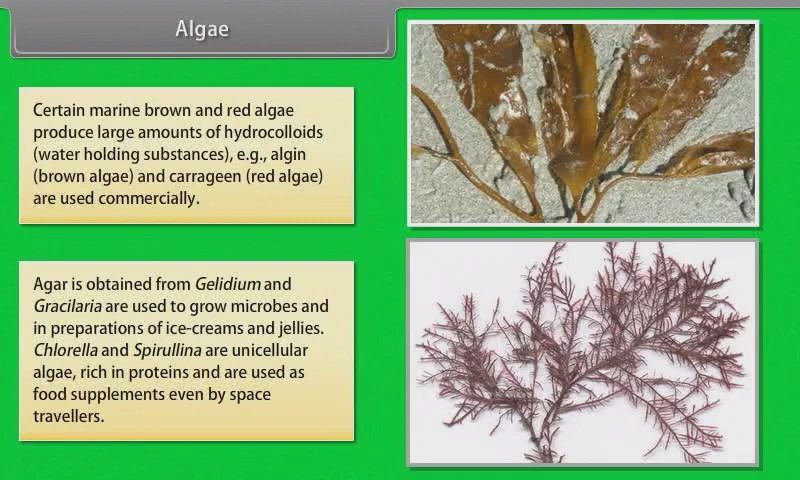 Algae
Certain marine brown and red algae
produce large amounts of hydrocolloids
(water holding substances), e.g., algin
(brown algae) and carrageen (red algae)
are used commercially.
Agar is obtained from Gelidium and
Gracilaria are used to grow microbes and
in preparations of ice-creams and jellies.
Chlorella and Spirullina are unicellular
algae, rich in proteins and are used as
food supplements even by space
travellers.